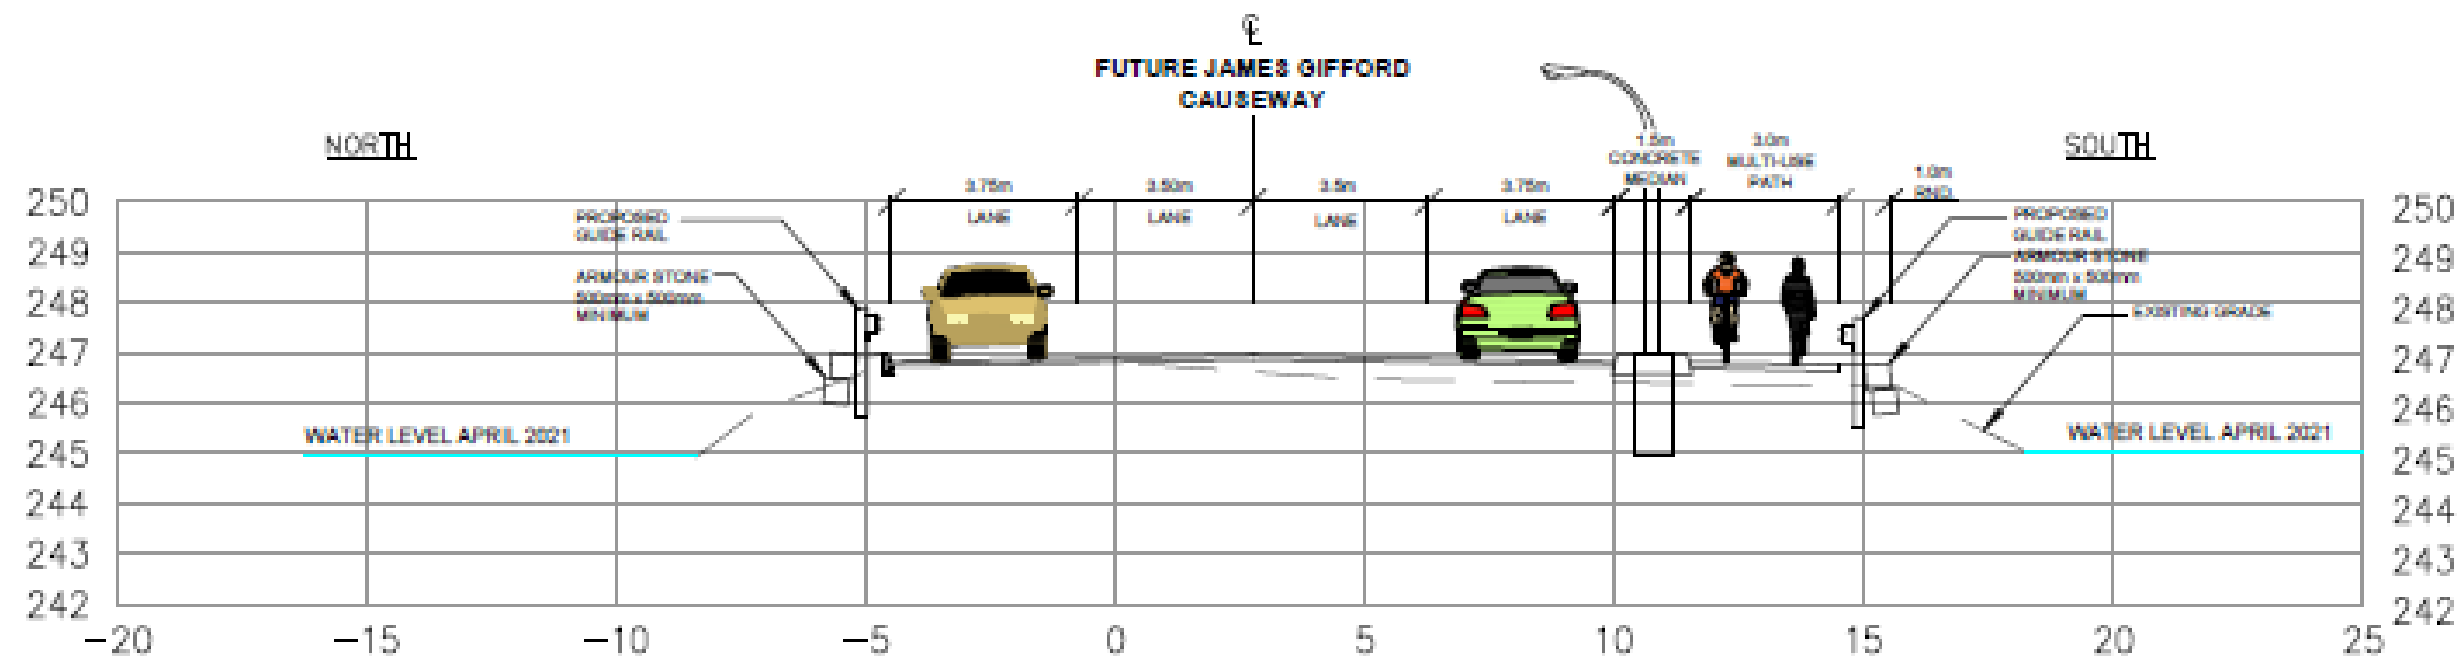 ℄
FUTURE JAMES GIFFORD
CAUSEWAY
NORTH
SOUTH
3.75m
LANE
3.50m
LANE
3.5m
LANE
3.75m
LANE
1.5m
CONCRETE
MEDIAN
3.0m
MULTI-USE
PATH
1.0m
RND.
PROPOSED
GUIDE RAIL
ARMOUR STONE
500mm x 500mm
MINIMUM
PROPOSED
GUIDE RAIL
ARMOUR STONE
500mm x 500mm
MINIMUM
EXISTING GRADE
WATER LEVEL APRIL 2021
WATER LEVEL APRIL 2021
250
249
248
247
246
245
244
243
242
250
249
248
247
246
245
244
243
242
-20 -15 -10 -5 0 5 10 15 20 25